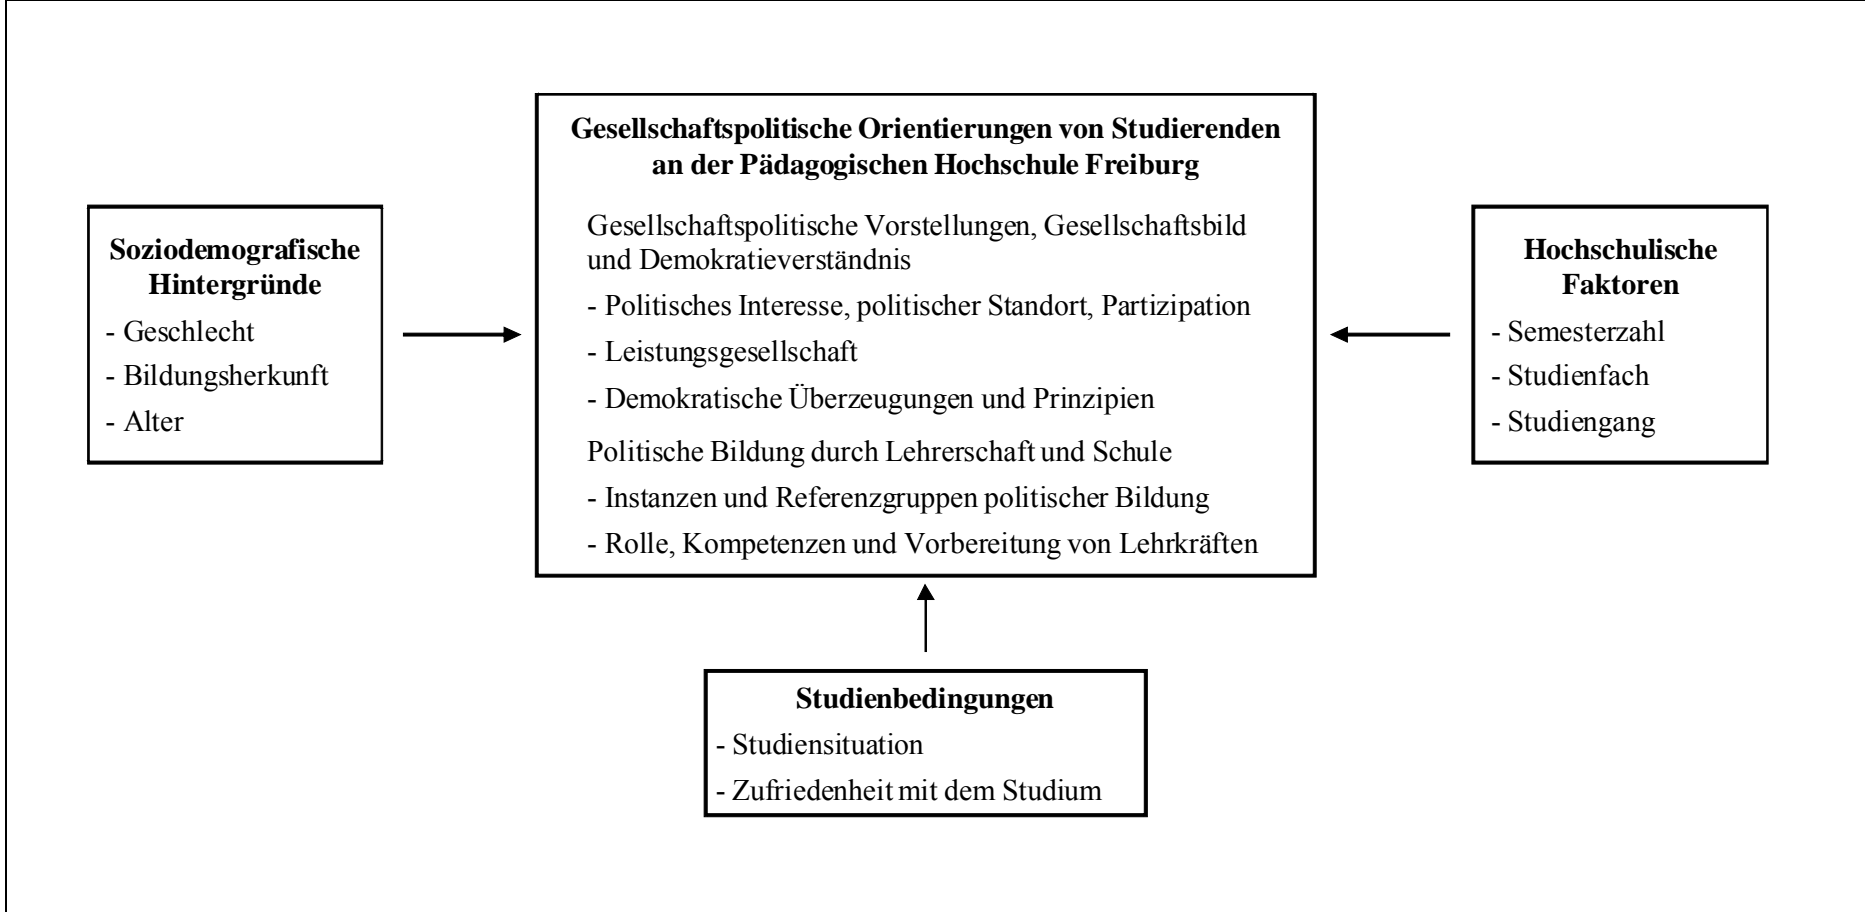 Gesellschaftspolitische Orientierungen von Studierenden
an der Pädagogischen Hochschule Freiburg
Gesellschaftspolitische Vorstellungen, Gesellschaftsbild
und Demokratieverständnis
- Politisches Interesse, politischer Standort, Partizipation
- Leistungsgesellschaft
- Demokratische Überzeugungen und Prinzipien
Politische Bildung durch Lehrerschaft und Schule
- Instanzen und Referenzgruppen politischer Bildung
- Rolle, Kompetenzen und Vorbereitung von Lehrkräften
Soziodemografische
Hintergründe
- Geschlecht
- Bildungsherkunft
- Alter
Hochschulische
Faktoren
- Semesterzahl
- Studienfach
- Studiengang
Studienbedingungen
- Studiensituation
- Zufriedenheit mit dem Studium